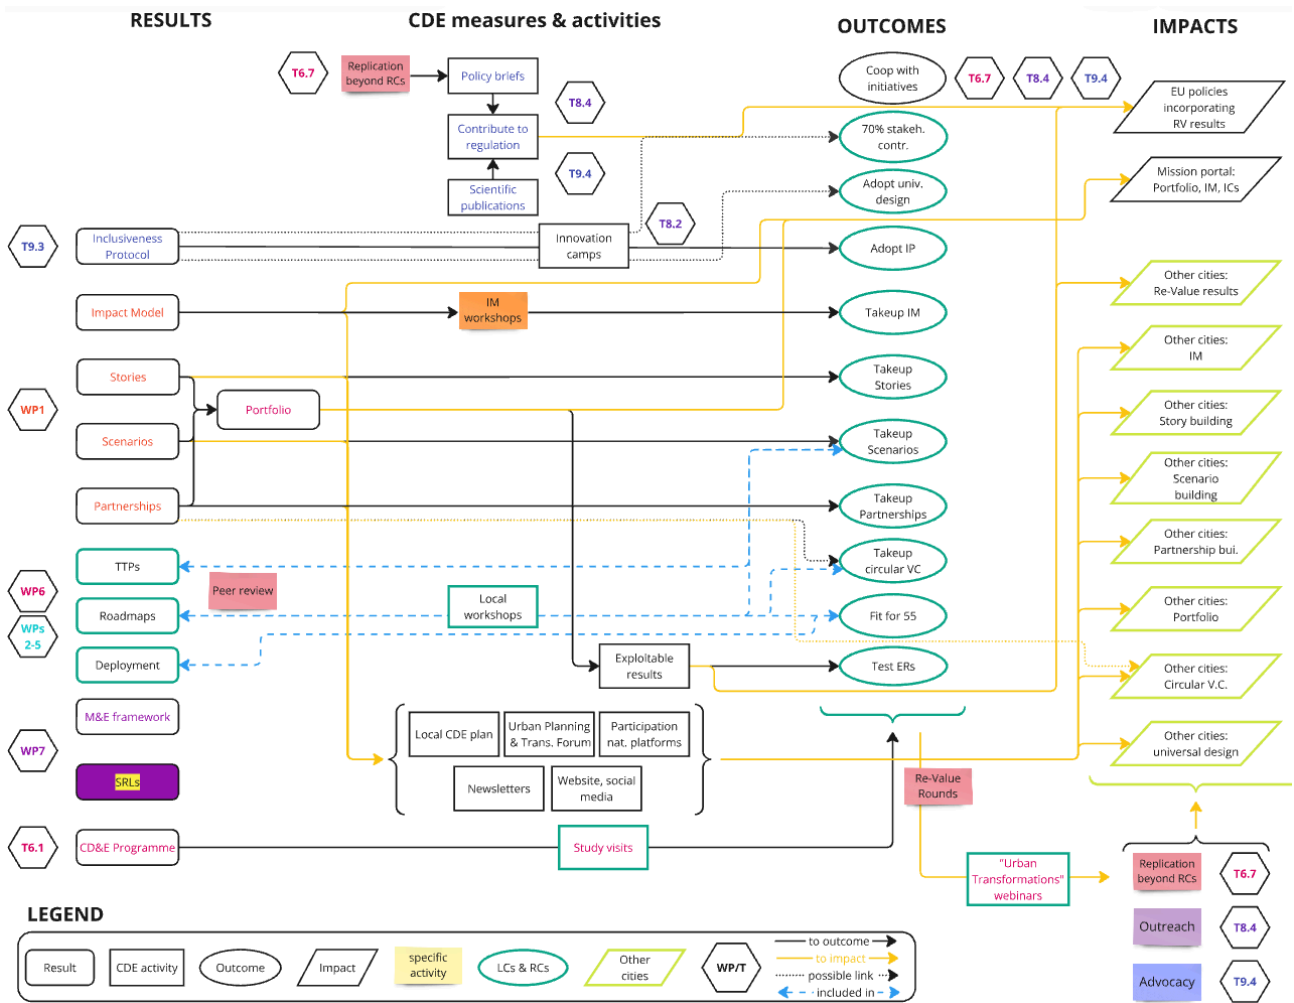 RESULTS
CDE measures & activities
OUTCOMES
IMPACTS
T6.7
Replication
beyond RCs
Policy briefs
T8.4
Contribute to
regulation
T9.4
Scientific
publications
Coop with
initiatives
T6.7
T8.4
T9.4
EU policies
incorporating
RV results
70% stakeh.
contr.
Mission portal:
Portfolio, IM, ICs
Adopt univ.
design
T8.2
T9.3
Inclusiveness
Protocol
Innovation
camps
Adopt IP
Other cities:
Re-Value results
Impact Model
IM
workshops
Takeup IM
Other cities:
IM
Stories
Takeup
Stories
WP1
Portfolio
Other cities:
Story building
Scenarios
Takeup
Scenarios
Other cities:
Scenario
building
Partnerships
Takeup
Partnerships
Other cities:
Partnership bui.
TTPs
Takeup
circular VC
WP6
Peer review
Roadmaps
Local
workshops
Fit for 55
Other cities:
Portfolio
WPs
2-5
Deployment
Exploitable
results
Test ERs
Other cities:
Circular V.C.
M&E framework
Local CDE plan
Urban Planning
& Trans. Forum
Participation
nat. platforms
Other cities:
universal design
WP7
SRLs
Newsletters
Website, social
media
Re-Value
Rounds
T6.1
CD&E Programme
Study visits
"Urban
Transformations"
webinars
Replication
beyond RCs
T6.7
Outreach
T8.4
Advocacy
T9.4
LEGEND
Result
CDE activity
Outcome
Impact
specific
activity
LCs & RCs
Other
cities
WP/T
to outcome
to impact
possible link
included in